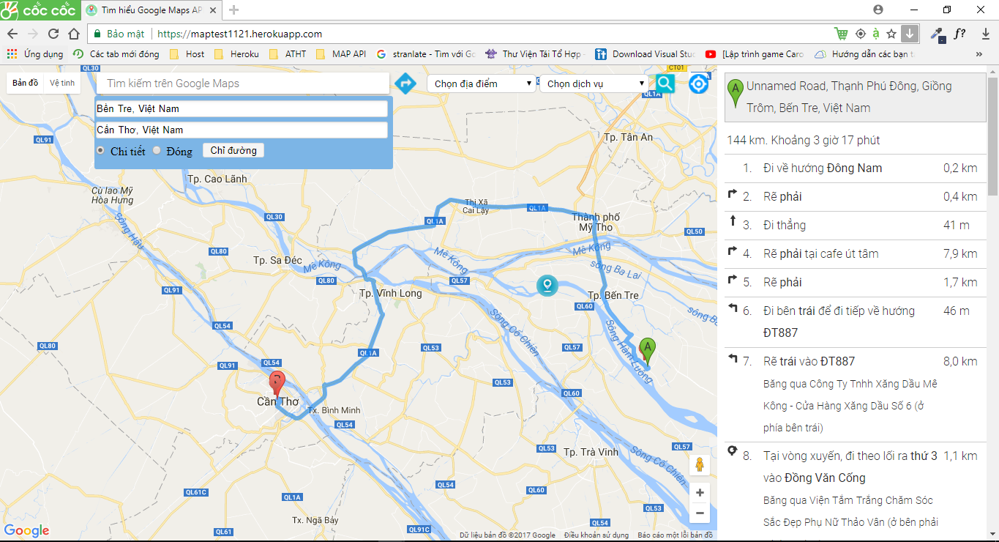 cốc cốc
Tìm hiểu Google Maps AP
Bảo mật
https://maptest1121.herokuapp.com
Ứng dụng
Các tab mới đóng
Host
Heroku
ATHT
MAP API
stranlate - Tìm với Gc
Thư Viện Tái Tổ Hợp
Download Visual Stuc
[Lập trình game Caro
Hướng dẫn các bạn t
Bản đồ
Vệ tinh
Tìm kiếm trên Google Maps
Chọn địa điểm
Chọn dịch vụ
Bến Tre, Việt Nam
Cần Thơ, Việt Nam
Chi tiết
Đóng
Chỉ đường
QL30
CT01
QL1A
QL91
Tp. Tân An
Tp. Cao Lãnh
Cù lao Mỹ
Hòa Hưng
Thị Xã
Cai Lậy
QL1A
QL30
QL1A
Thành phố
Mỹ Tho
QL50
sông Hậu
QL80
Mê Kông
Mê Kông
Tp. Sa Đéc
Mê Kông
sông Ba Lai
QL80
QL57
QL91
Tp. Vĩnh Long
Tp. Bến Tre
QL60
sông Ba
QL54
Sông Cổ Chiên
Sông Hàm Luông
QL80
QL53
QL57
A
QL1A
QL91
QL54
QL53
Cần Thơ
QL60
Tx. Bình Minh
QL54
QL53
Tp. Trà Vinh
QL57
Sông Cổ Chiên
QL54
QL61C
QL1A
QL60
QL53
Tx. Ngã Bảy
QL54
QL61
QL91C
Google
Dữ liệu bản đồ ©2017 Google
Điều khoản sử dụng
Báo cáo một lỗi bản đồ
A
Unnamed Road, Thạnh Phú Đông, Giồng
Trôm, Bến Tre, Việt Nam
144 km. Khoảng 3 giờ 17 phút
1. Đi về hướng Đông Nam 0,2 km
2. Rẽ phải 0,4 km
3. Đi thẳng 41 m
4. Rẽ phải tại cafe út tâm 7,9 km
5. Rẽ phải 1,7 km
6. Đi bên trái để đi tiếp về hướng 46 m
ĐT887
7. Rẽ trái vào ĐT887 8,0 km
Băng qua Công Ty Tnhh Xăng Dầu Mê
Kông - Cửa Hàng Xăng Dầu Số 6 (ở
phía bên trái)
8. Tại vòng xuyến, đi theo lối ra thứ 3 1,1 km
vào Đồng Văn Cống
Băng qua Viện Tắm Trắng Chăm Sóc
Sắc Đẹp Phụ Nữ Thảo Vân (ở bên phải